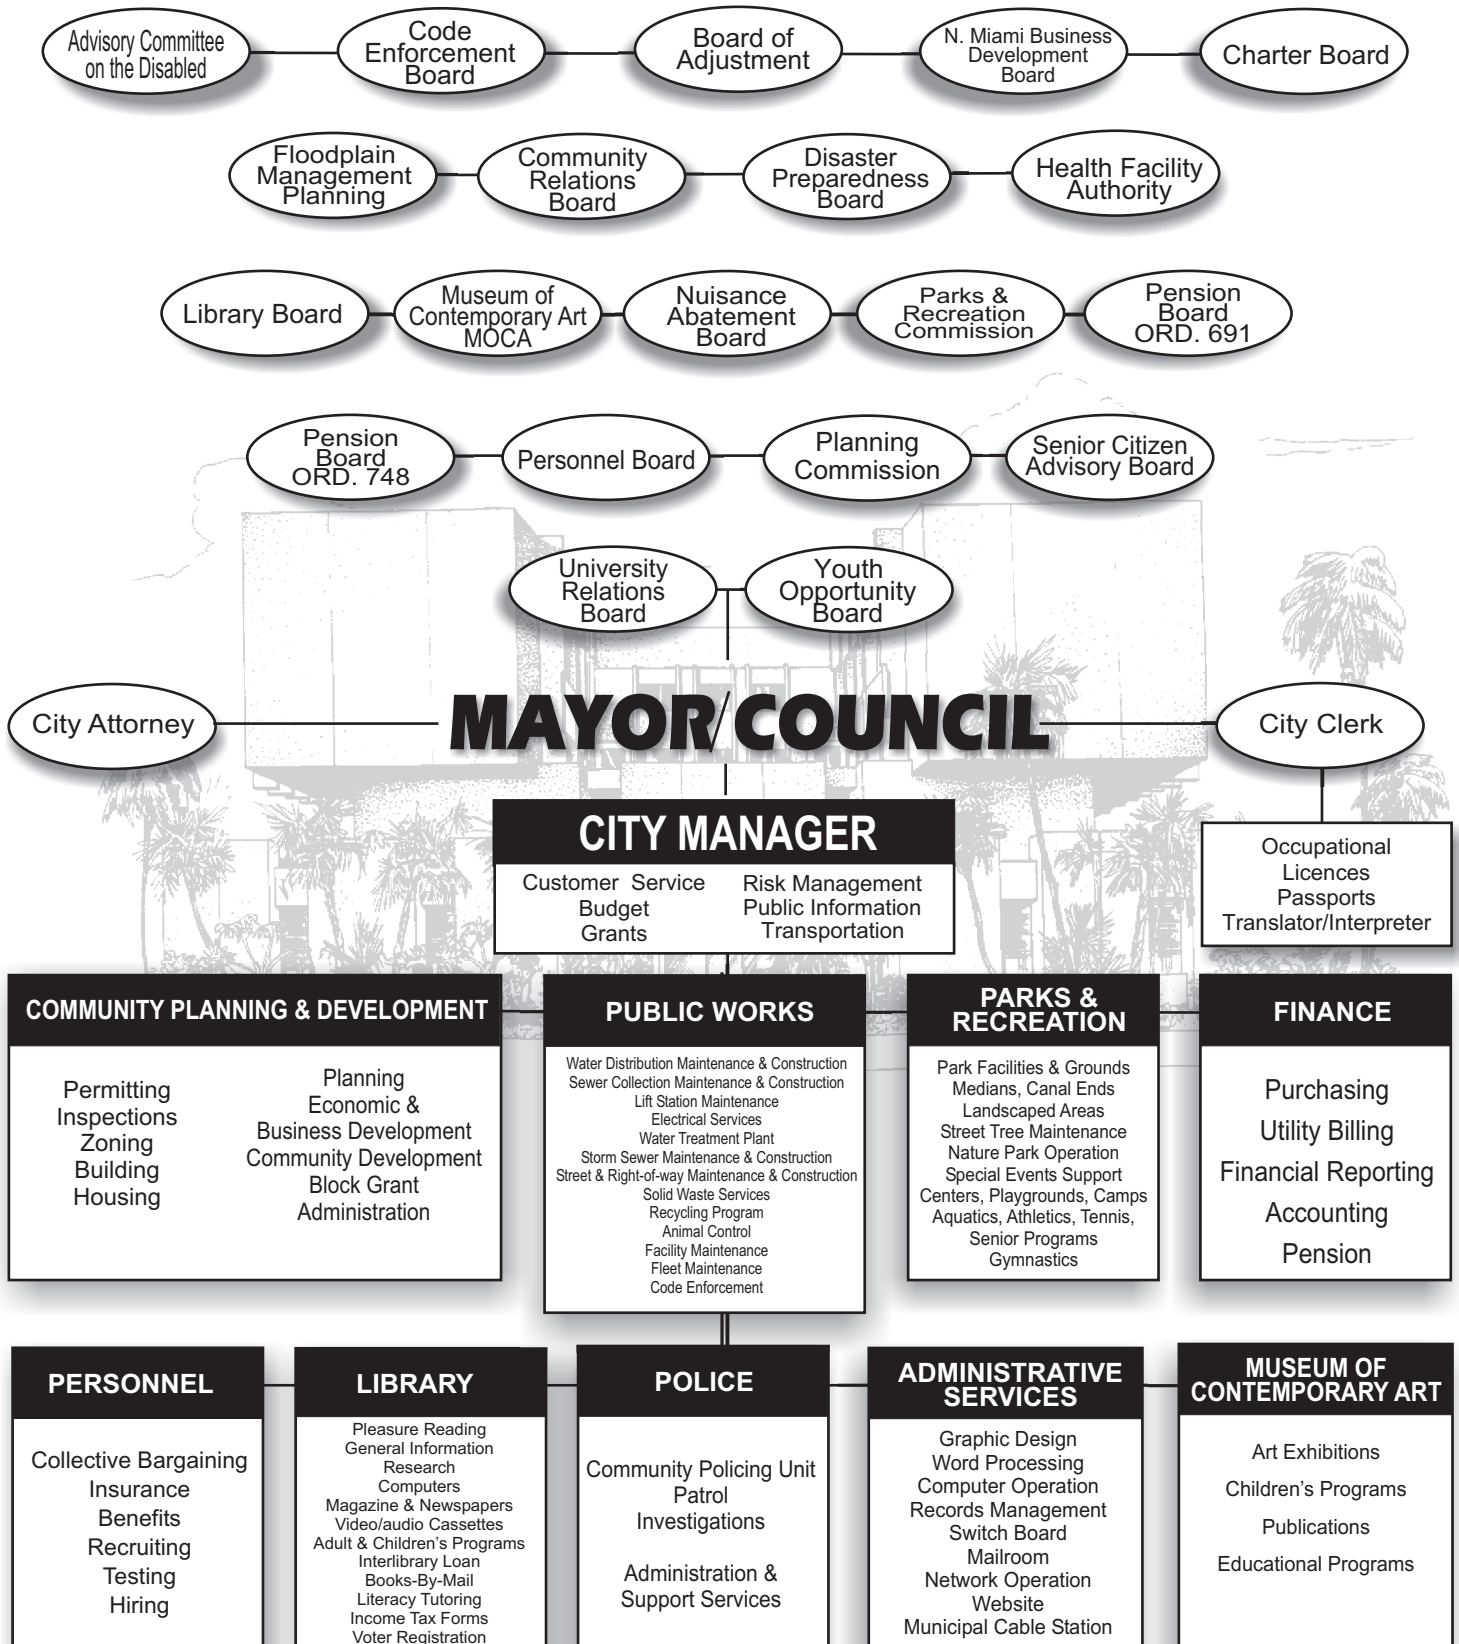 Advisory Committee
on the Disabled
Code
Enforcement
Board
Board of
Adjustment
N. Miami Business
Development
Board
Charter Board
Floodplain
Management
Planning
Community
Relations
Board
Disaster
Preparedness
Board
Health Facility
Authority
Library Board
Museum of
Contemporary Art
MOCA
Nuisance
Abatement
Board
Parks &
Recreation
Commission
Pension
Board
ORD. 691
Pension
Board
ORD. 748
Personnel Board
Planning
Commission
Senior Citizen
Advisory Board
University
Relations
Board
Youth
Opportunity
Board
City Attorney
MAYOR/COUNCIL
City Clerk
Occupational
Licences
Passports
Translator/Interpreter
CITY MANAGER
Customer Service
Budget
Grants
Risk Management
Public Information
Transportation
COMMUNITY PLANNING & DEVELOPMENT
Permitting
Inspections
Zoning
Building
Housing
Planning
Economic &
Business Development
Community Development
Block Grant
Administration
PUBLIC WORKS
Water Distribution Maintenance & Construction
Sewer Collection Maintenance & Construction
Lift Station Maintenance
Electrical Services
Water Treatment Plant
Storm Sewer Maintenance & Construction
Street & Right-of-way Maintenance & Construction
Solid Waste Services
Recycling Program
Animal Control
Facility Maintenance
Fleet Maintenance
Code Enforcement
PARKS &
RECREATION
Park Facilities & Grounds
Medians, Canal Ends
Landscaped Areas
Street Tree Maintenance
Nature Park Operation
Special Events Support
Centers, Playgrounds, Camps
Aquatics, Athletics, Tennis,
Senior Programs
Gymnastics
FINANCE
Purchasing
Utility Billing
Financial Reporting
Accounting
Pension
PERSONNEL
Collective Bargaining
Insurance
Benefits
Recruiting
Testing
Hiring
LIBRARY
Pleasure Reading
General Information
Research
Computers
Magazine & Newspapers
Video/audio Cassettes
Adult & Children's Programs
Interlibrary Loan
Books-By-Mail
Literacy Tutoring
Income Tax Forms
Voter Registration
POLICE
Community Policing Unit
Patrol
Investigations
Administration &
Support Services
ADMINISTRATIVE
SERVICES
Graphic Design
Word Processing
Computer Operation
Records Management
Switch Board
Mailroom
Network Operation
Website
Municipal Cable Station
MUSEUM OF
CONTEMPORARY ART
Art Exhibitions
Children's Programs
Publications
Educational Programs